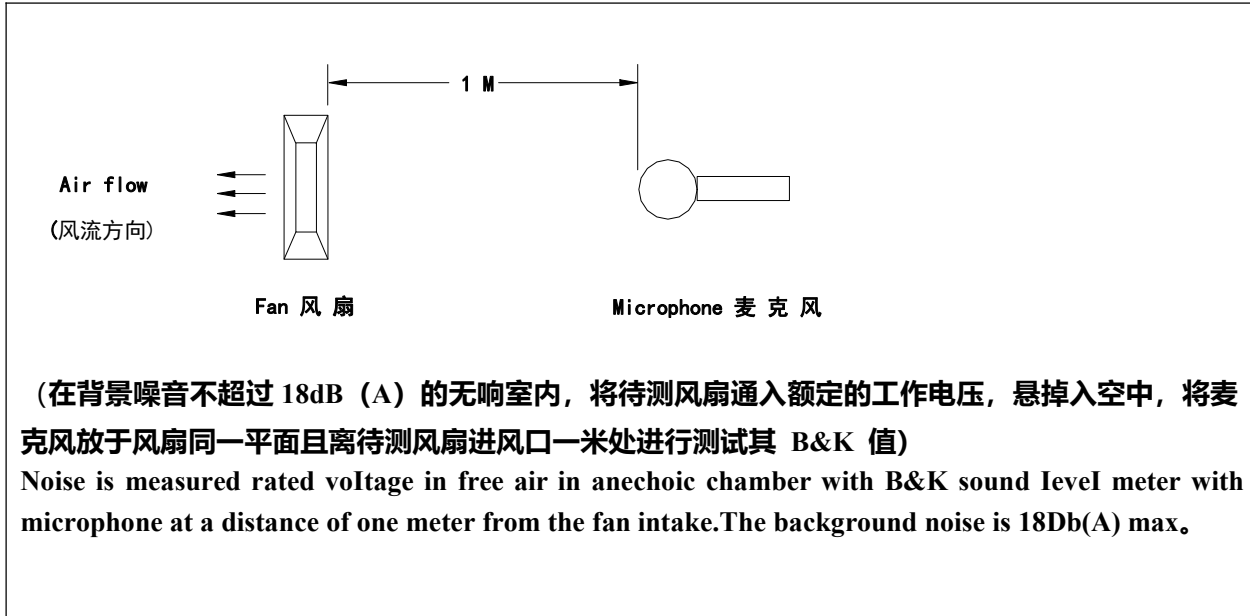 1 M
Air flow
(风流方向)
Fan 风 扇
Microphone 麦 克 风
（在背景噪音不超过 18dB（A）的无响室内，将待测风扇通入额定的工作电压，悬掉入空中，将麦
克风放于风扇同一平面且离待测风扇进风口一米处进行测试其 B&K 值)
Noise is measured rated voItage in free air in anechoic chamber with B&K sound IeveI meter with
microphone at a distance of one meter from the fan intake.The background noise is 18Db(A) max。